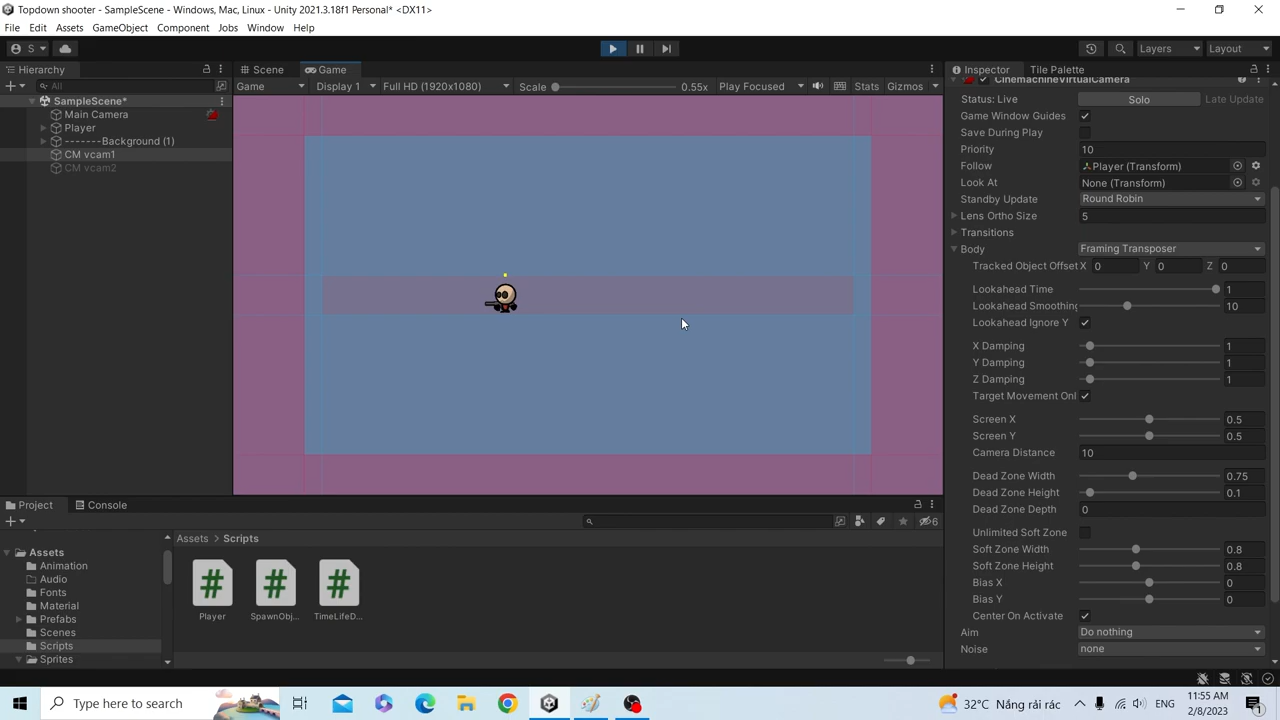 Topdown shooter - SampleScene - Windows, Mac, Linux - Unity 2021.3.18f1 Personal* <DX11>
File Edit Assets GameObject Component Jobs Window Help
S Layers Layout
Hierarchy Scene Game Inspector Tile Palette
All Game Display 1 Full HD (1920x1080) Scale 0.55x Play Focused Stats Gizmos
CinemachineVirtualCamera
SampleScene*
Main Camera
Player
-------Background (1)
CM vcam1
CM vcam2
Status: Live Solo Late Update
Game Window Guides
Save During Play
Priority 10
Follow Player (Transform)
Look At None (Transform)
Standby Update Round Robin
Lens Ortho Size 5
Transitions
Body Framing Transposer
Tracked Object Offset X 0 Y 0 Z 0
Lookahead Time 1
Lookahead Smoothing 10
Lookahead Ignore Y
X Damping 1
Y Damping 1
Z Damping 1
Target Movement Onl
Screen X 0.5
Screen Y 0.5
Camera Distance 10
Dead Zone Width 0.75
Dead Zone Height 0.1
Dead Zone Depth 0
Unlimited Soft Zone
Soft Zone Width 0.8
Soft Zone Height 0.8
Bias X 0
Bias Y 0
Center On Activate
Aim Do nothing
Noise none
Project Console
6
Assets
Animation
Audio
Fonts
Material
Prefabs
Scenes
Scripts
Sprites
Assets > Scripts
Player SpawnObj... TimeLifeD...
Type here to search
32°C Nắng rải rác
ENG
11:55 AM
2/8/2023
1